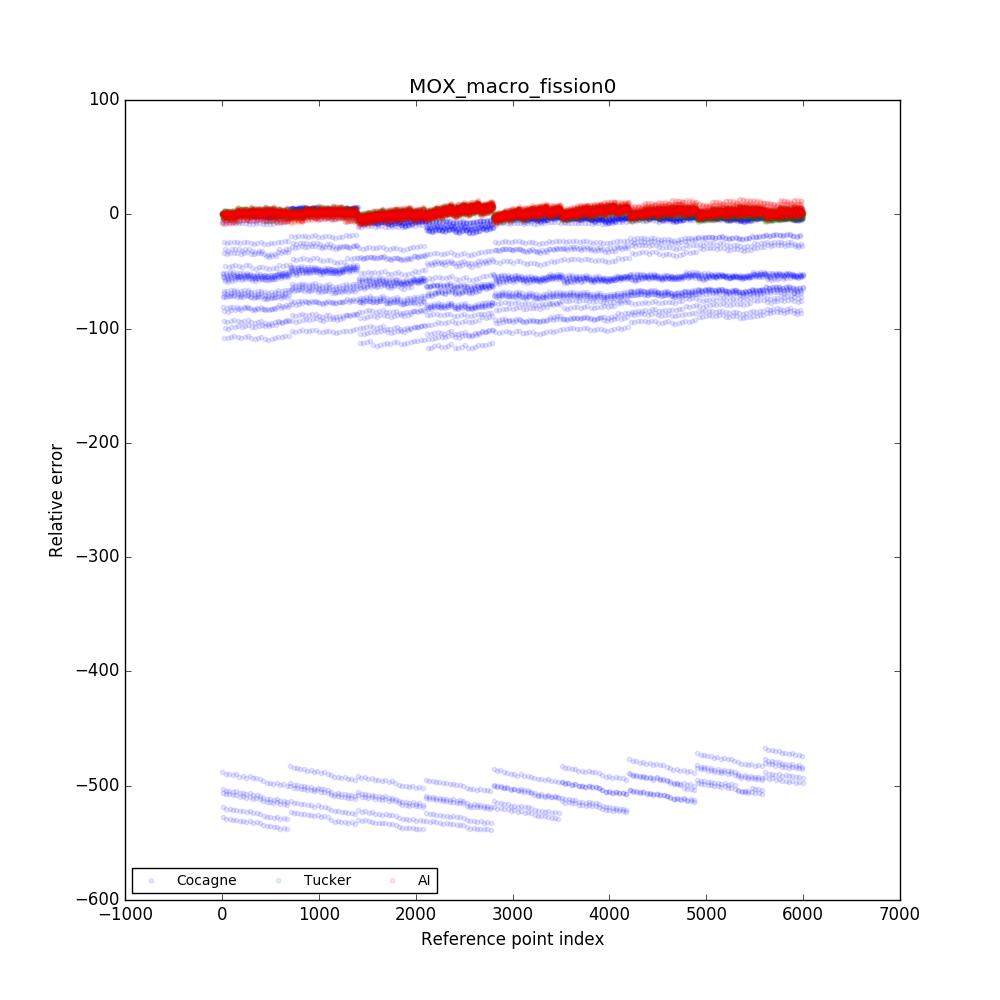 MOX_macro_fission0
100
0
−100
−200
−300
−400
−500
−600
Relative error
Cocagne Tucker AI
−1000 0 1000 2000 3000 4000 5000 6000 7000
Reference point index